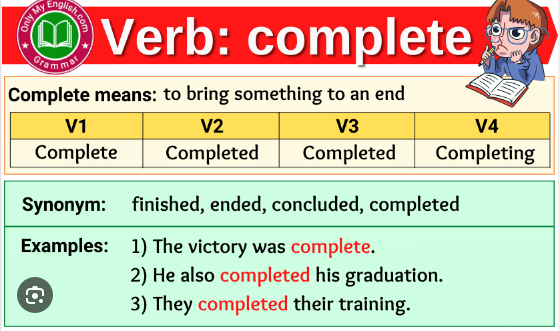 Only My English.com
Grammar
Verb: complete
Complete means: to bring something to an end
V1 V2 V3 V4
Complete Completed Completed Completing
Synonym: finished, ended, concluded, completed
Examples: 1) The victory was complete.
2) He also completed his graduation.
3) They completed their training.